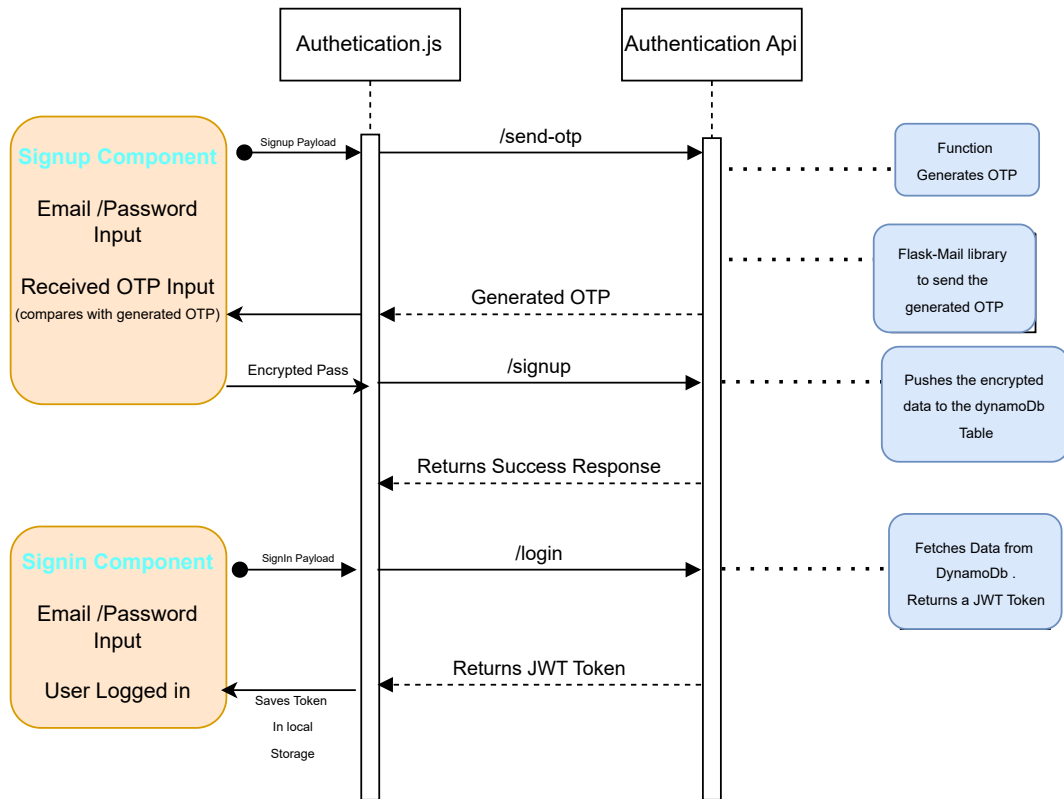 Authetication.js
Authentication Api
Signup Component
Email /Password
Input
Received OTP Input
(compares with generated OTP)
Signup Payload
/send-otp
Function
Generates OTP
Flask-Mail library
to send the
generated OTP
Generated OTP
Encrypted Pass
/signup
Pushes the encrypted
data to the dynamoDb
Table
Returns Success Response
Signin Component
Email /Password
Input
User Logged in
SignIn Payload
/login
Fetches Data from
DynamoDb .
Returns a JWT Token
Returns JWT Token
Saves Token
In local
Storage